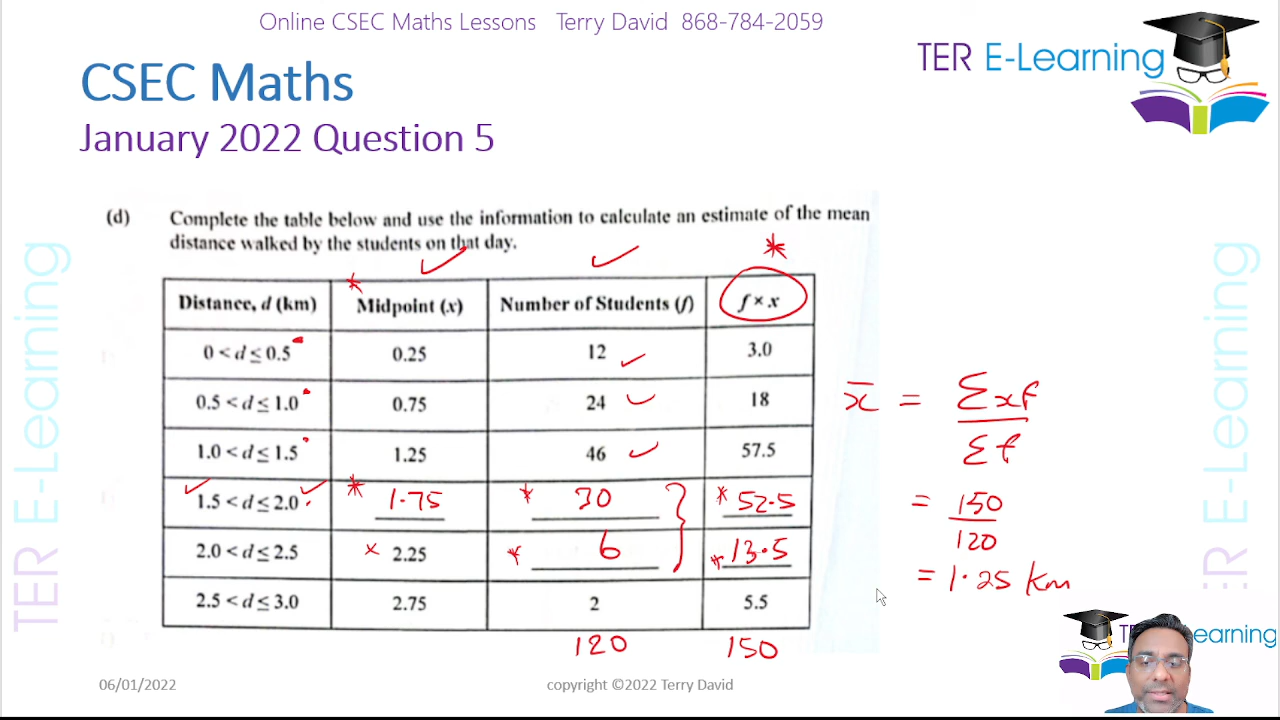 Online CSEC Maths Lessons Terry David 868-784-2059
TER E-Learning
CSEC Maths
January 2022 Question 5
(d) Complete the table below and use the information to calculate an estimate of the mean
distance walked by the students on that day.
Distance, d (km) Midpoint (x) Number of Students (f) f × x
0 < d ≤ 0.5 0.25 12 3.0
0.5 < d ≤ 1.0 0.75 24 18
1.0 < d ≤ 1.5 1.25 46 57.5
1.5 < d ≤ 2.0 1.75 30 52.5
2.0 < d ≤ 2.5 2.25 6 13.5
2.5 < d ≤ 3.0 2.75 2 5.5
120 150
x̄ = Σxf
Σf
= 150
120
= 1.25 km
TER E-Learning
TER E-Learning
earning
06/01/2022
copyright ©2022 Terry David